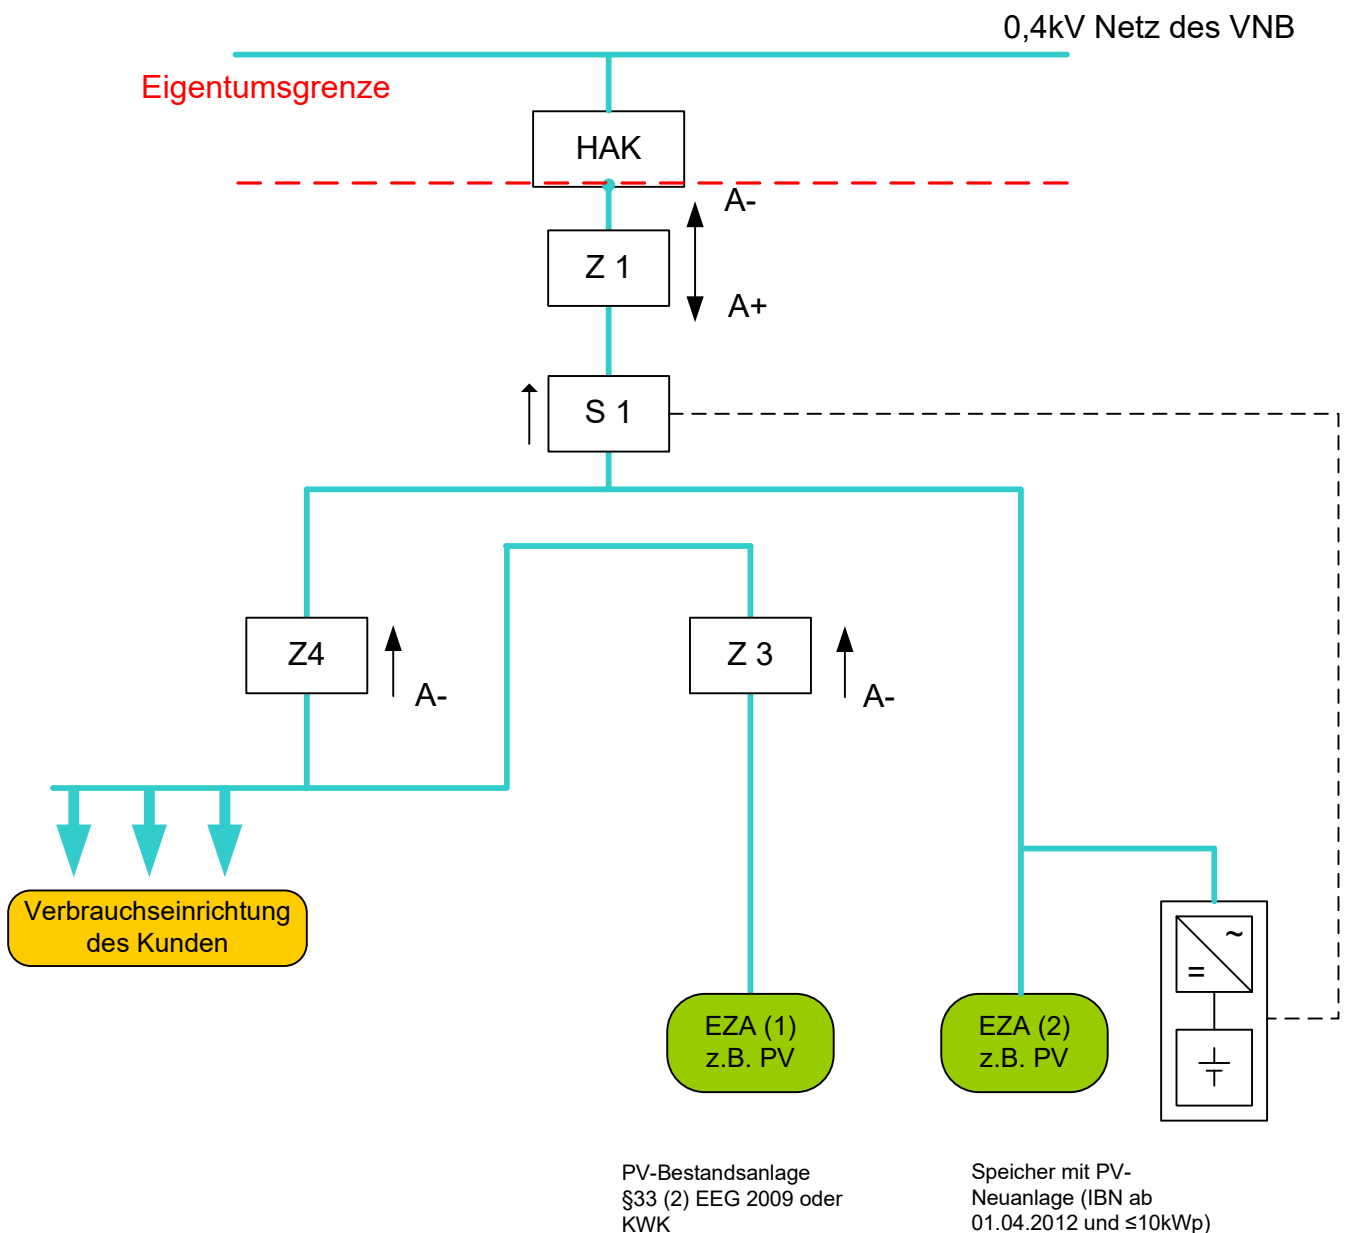 0,4kV Netz des VNB
Eigentumsgrenze
HAK
A-
Z 1
A+
S 1
Z4
A-
Z 3
A-
Verbrauchseinrichtung
des Kunden
~
=
EZA (1)
z.B. PV
EZA (2)
z.B. PV
PV-Bestandsanlage
§33 (2) EEG 2009 oder
KWK
Speicher mit PV-
Neuanlage (IBN ab
01.04.2012 und ≤10kWp)